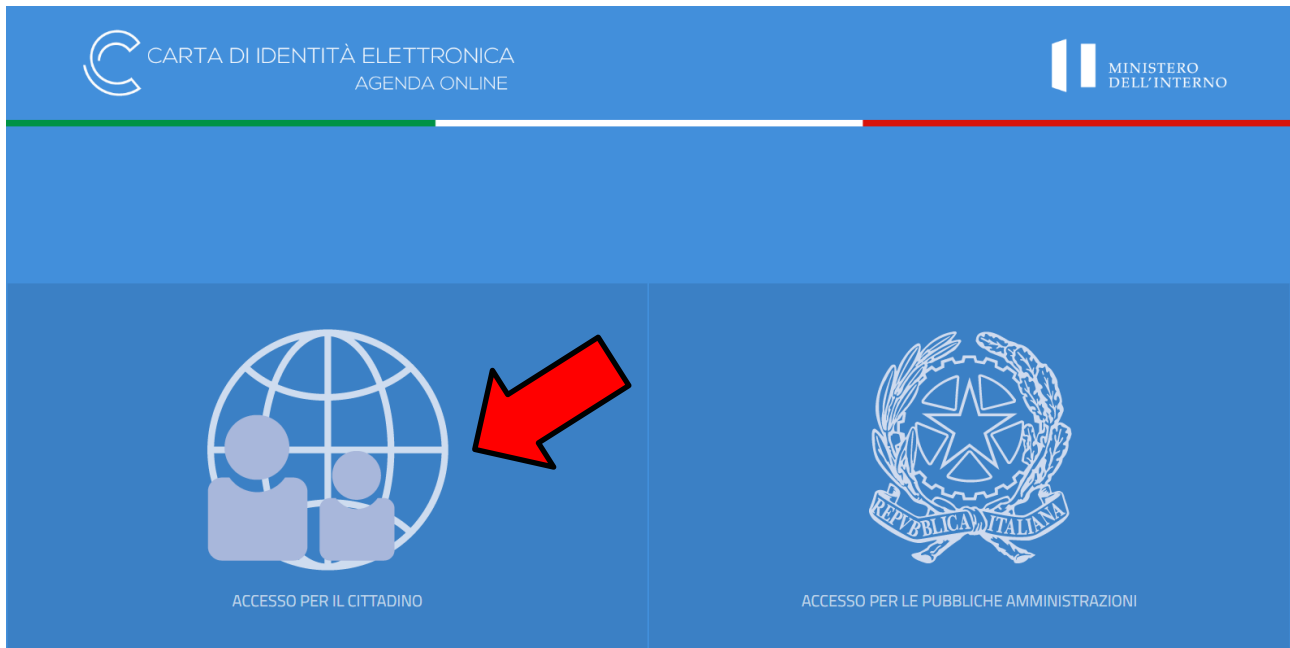 CARTA DI IDENTITÀ ELETTRONICA
AGENDA ONLINE
MINISTERO
DELL'INTERNO
REPVBBLICA ITALIANA
ACCESSO PER IL CITTADINO
ACCESSO PER LE PUBBLICHE AMMINISTRAZIONI